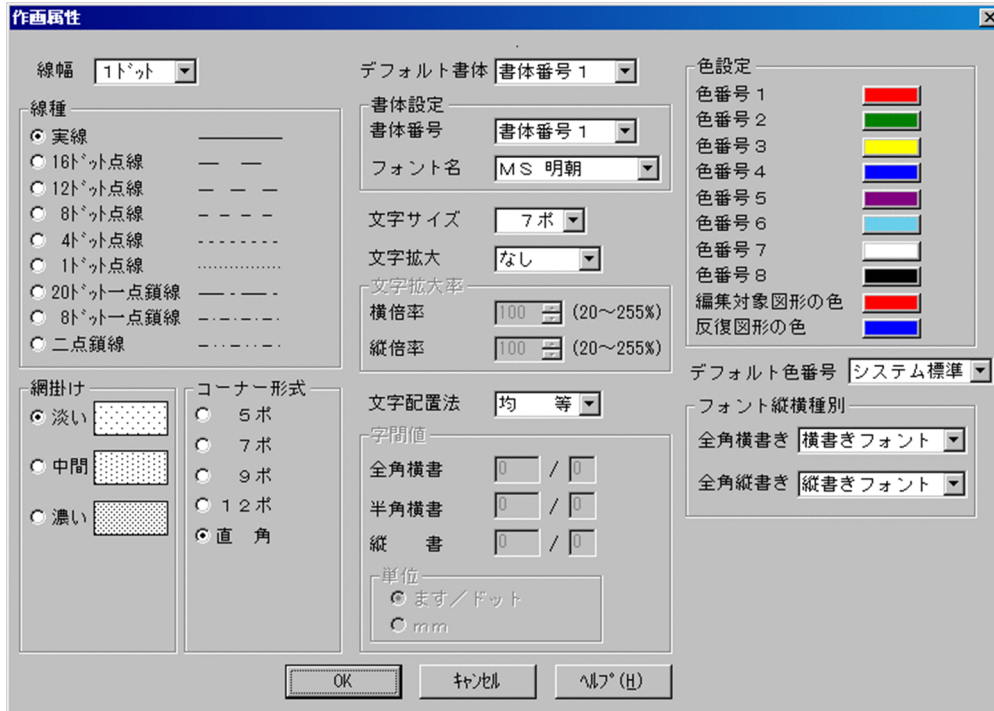 作画属性
線幅 1ドット
線種
実線
16ドット点線
12ドット点線
8ドット点線
4ドット点線
1ドット点線
20ドット一点鎖線
8ドット一点鎖線
二点鎖線
網掛け
淡い
中間
濃い
コーナー形式
5ポ
7ポ
9ポ
12ポ
直 角
デフォルト書体 書体番号1
書体設定
書体番号 書体番号1
フォント名 MS 明朝
文字サイズ 7ポ
文字拡大 なし
文字拡大率
横倍率 100 (20~255%)
縦倍率 100 (20~255%)
文字配置法 均 等
字間値
全角横書 0 / 0
半角横書 0 / 0
縦 書 0 / 0
単位
ます/ドット
mm
色設定
色番号1
色番号2
色番号3
色番号4
色番号5
色番号6
色番号7
色番号8
編集対象図形の色
反復図形の色
デフォルト色番号 システム標準
フォント縦横種別
全角横書き 横書きフォント
全角縦書き 縦書きフォント
OK キャンセル ヘルプ(H)